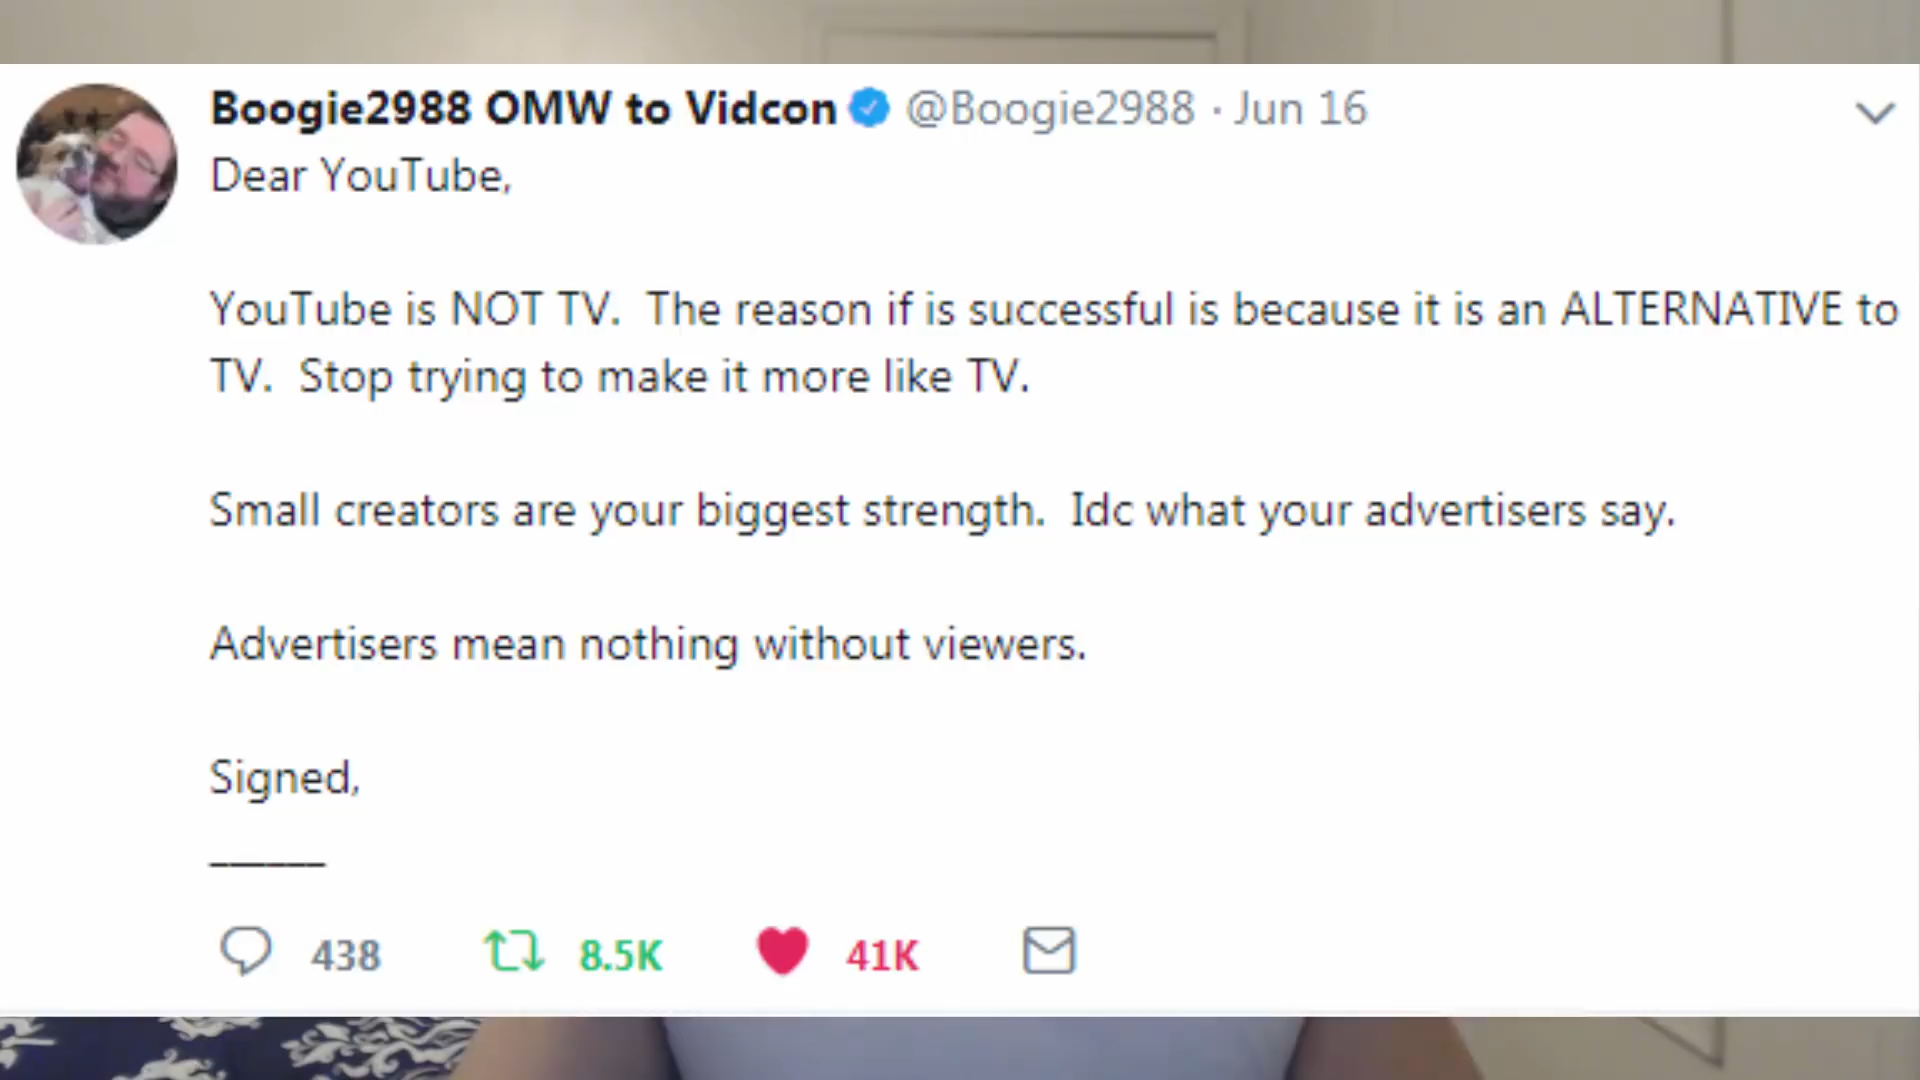 Boogie2988 OMW to Vidcon @Boogie2988 · Jun 16
Dear YouTube,
YouTube is NOT TV.  The reason if is successful is because it is an ALTERNATIVE to
TV.  Stop trying to make it more like TV.
Small creators are your biggest strength.  Idc what your advertisers say.
Advertisers mean nothing without viewers.
Signed,
______
438 8.5K 41K